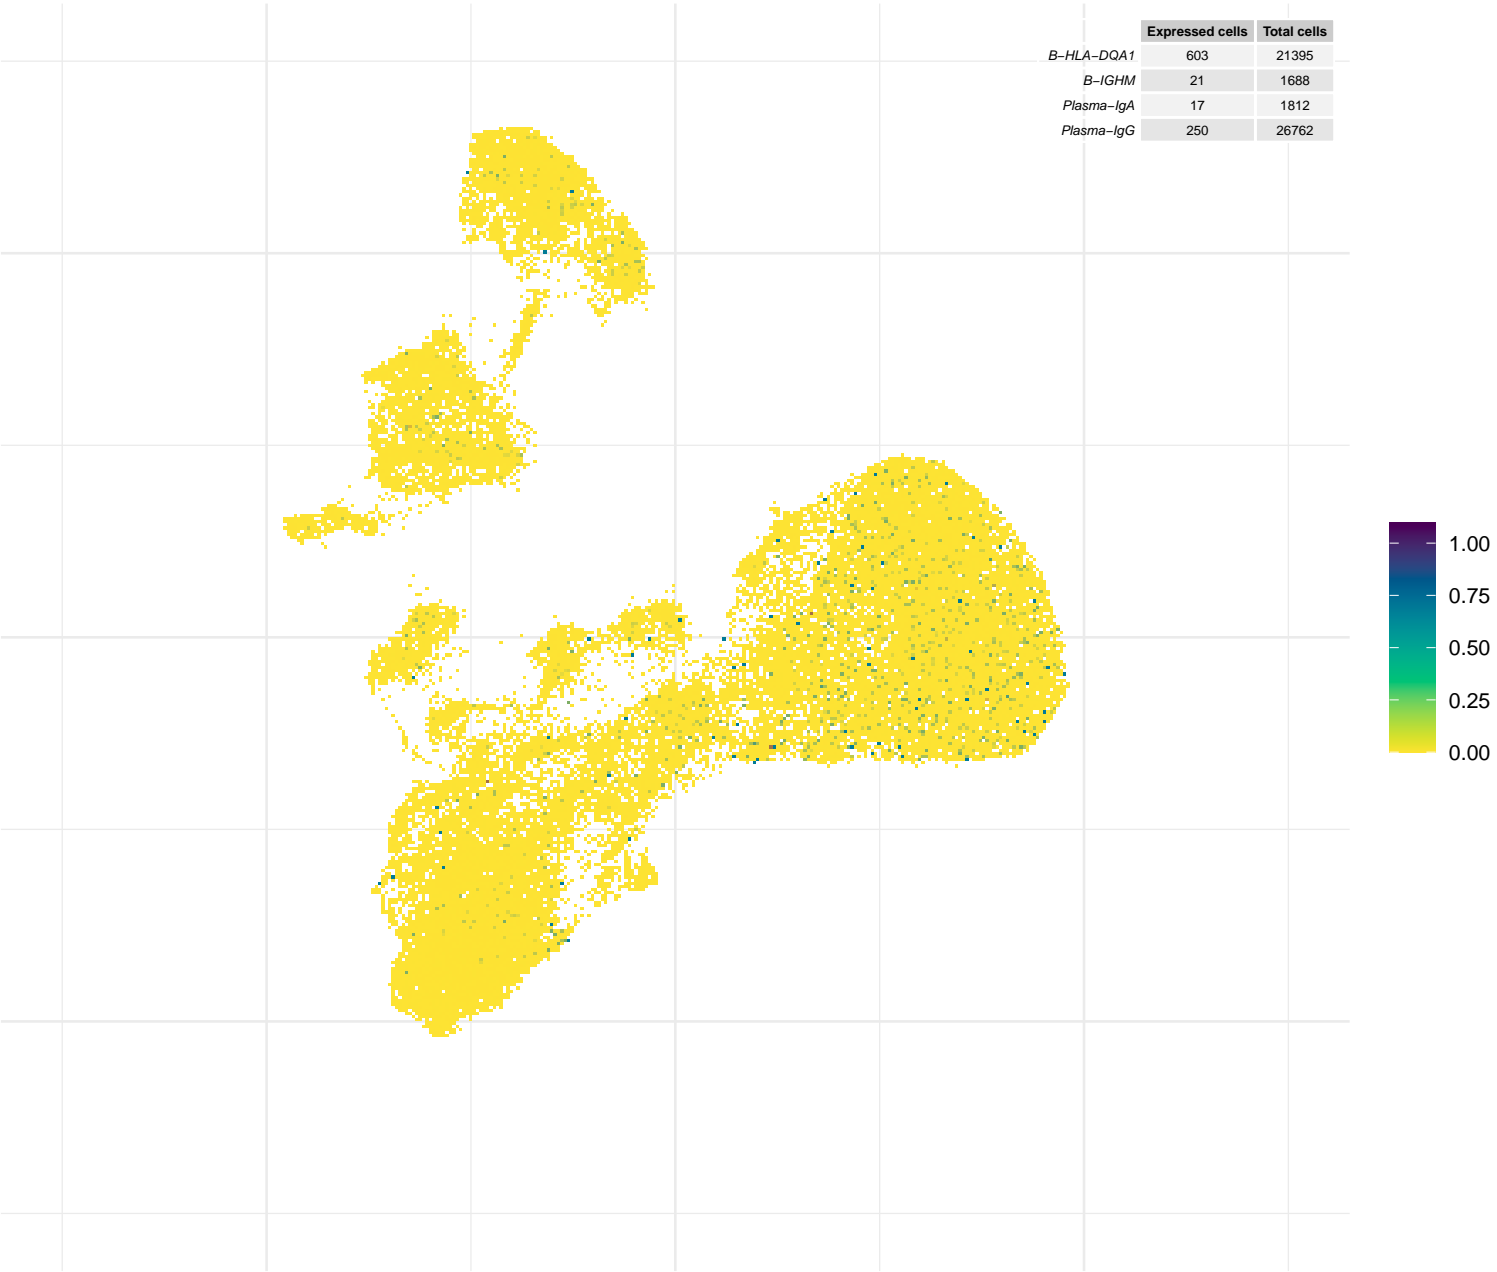 Expressed cells Total cells
B−HLA−DQA1 603 21395
B−IGHM 21 1688
Plasma−IgA 17 1812
Plasma−IgG 250 26762
1.00
0.75
0.50
0.25
0.00